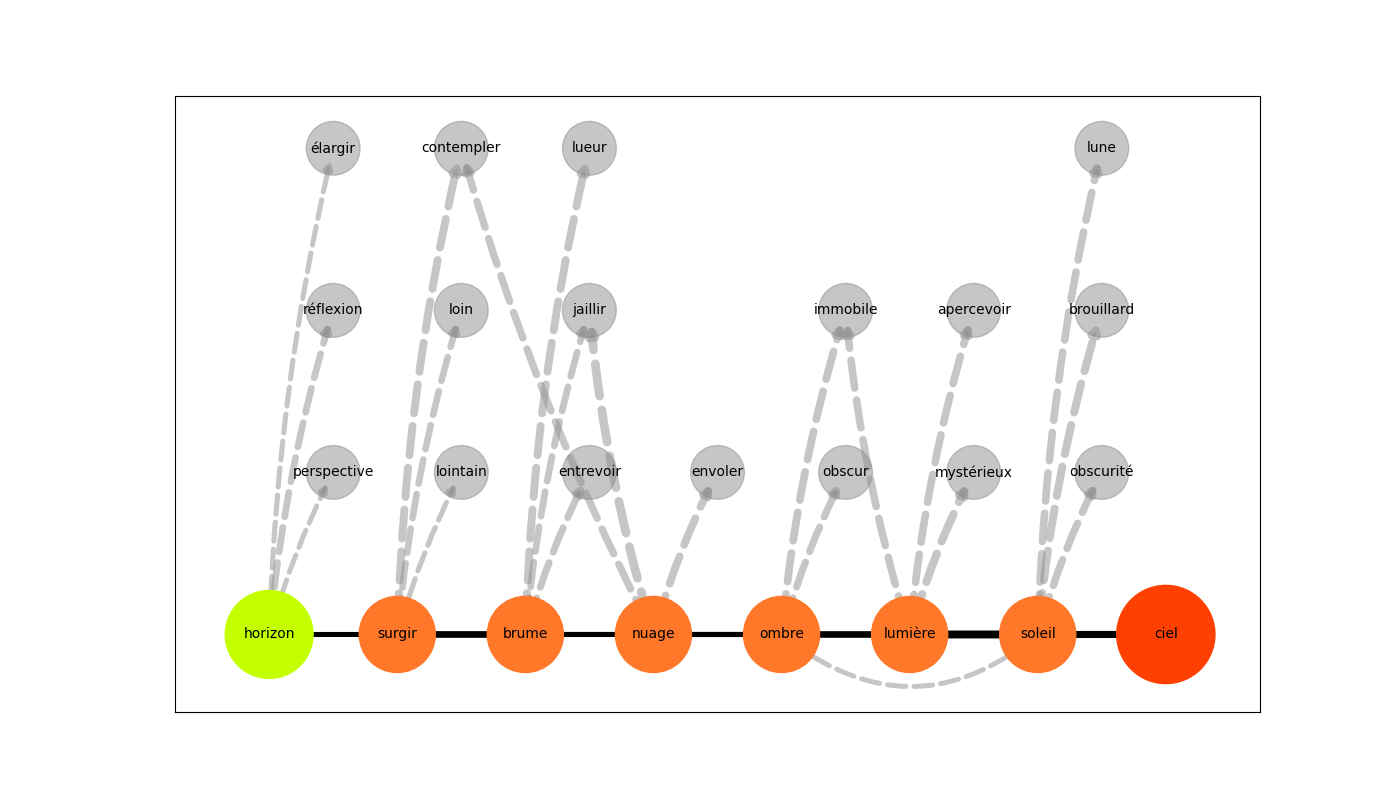 élargir contempler lueur lune
réflexion loin jaillir immobile apercevoir brouillard
perspective lointain entrevoir envoler obscur mystérieux obscurité
horizon surgir brume nuage ombre lumière soleil ciel